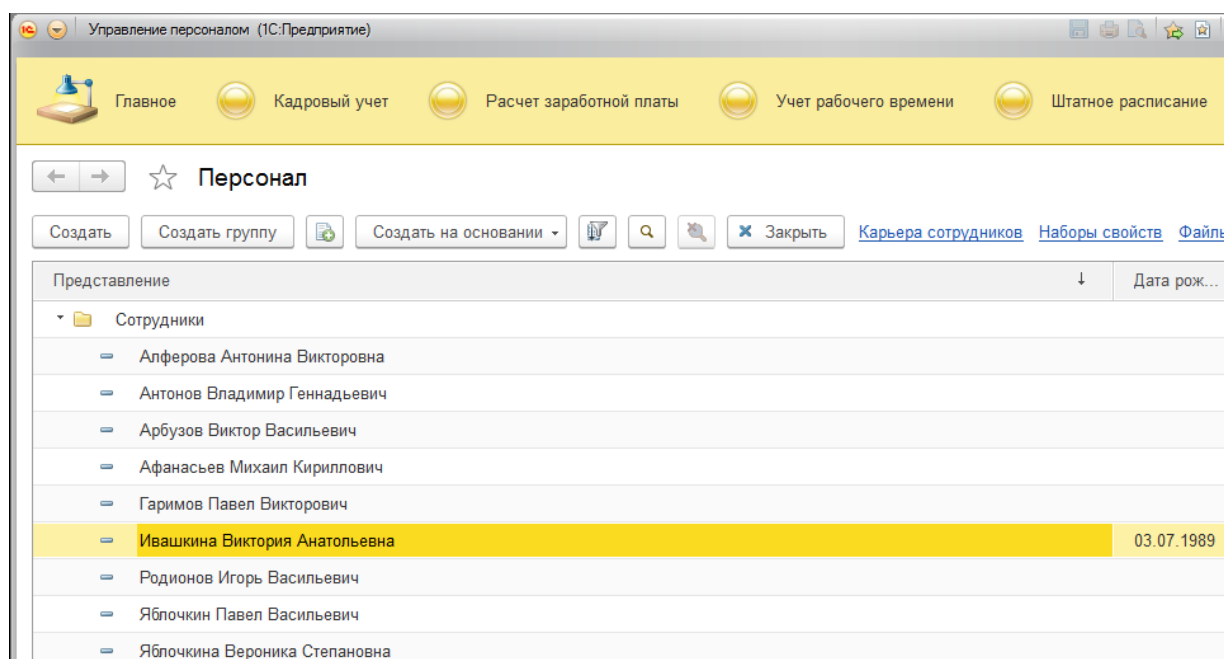 1С Управление персоналом (1С:Предприятие)
Главное Кадровый учет Расчет заработной платы Учет рабочего времени Штатное расписание
Персонал
Создать Создать группу Создать на основании Закрыть Карьера сотрудников Наборы свойств Файлы
Представление Дата рож...
Сотрудники
Алферова Антонина Викторовна
Антонов Владимир Геннадьевич
Арбузов Виктор Васильевич
Афанасьев Михаил Кириллович
Гаримов Павел Викторович
Ивашкина Виктория Анатольевна 03.07.1989
Родионов Игорь Васильевич
Яблочкин Павел Васильевич
Яблочкина Вероника Степановна